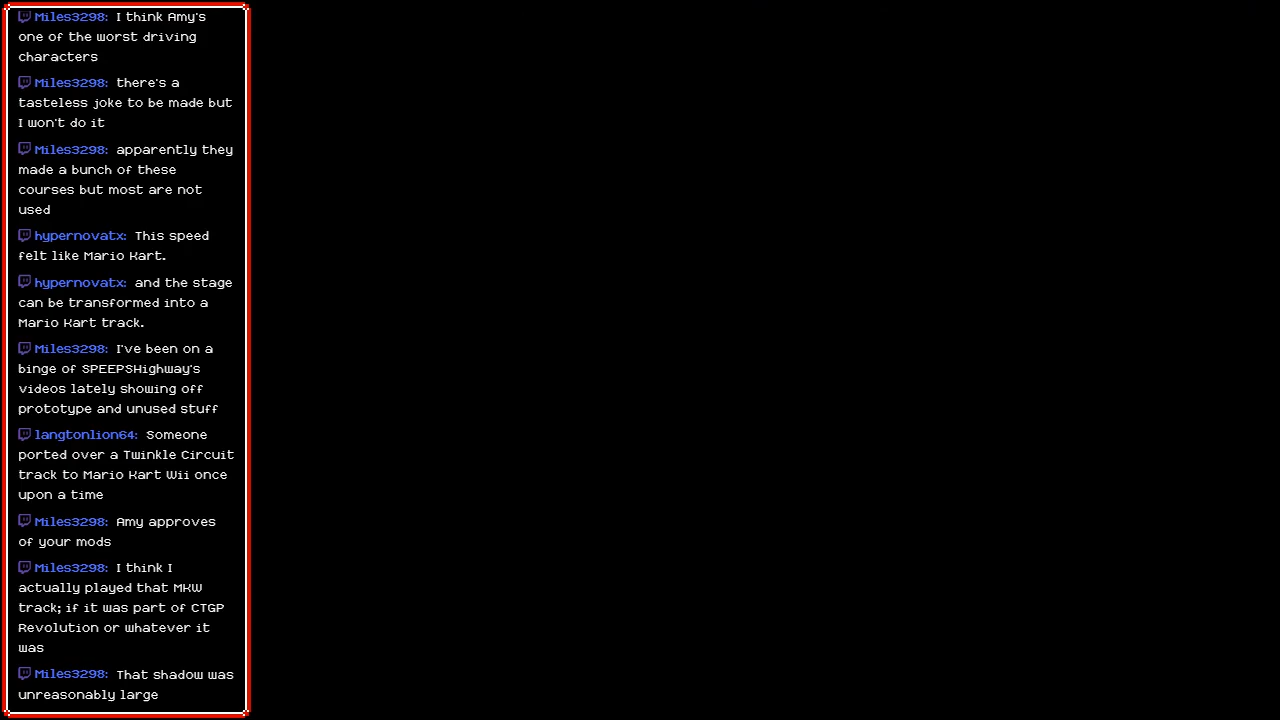 Miles3298: I think Amy's
one of the worst driving
characters
Miles3298: there's a
tasteless joke to be made but
I won't do it
Miles3298: apparently they
made a bunch of these
courses but most are not
used
hypernovatx: This speed
felt like Mario Kart.
hypernovatx: and the stage
can be transformed into a
Mario Kart track.
Miles3298: I've been on a
binge of SPEEPSHighway's
videos lately showing off
prototype and unused stuff
langtonlion64: Someone
ported over a Twinkle Circuit
track to Mario Kart Wii once
upon a time
Miles3298: Amy approves
of your mods
Miles3298: I think I
actually played that MKW
track; if it was part of CTGP
Revolution or whatever it
was
Miles3298: That shadow was
unreasonably large